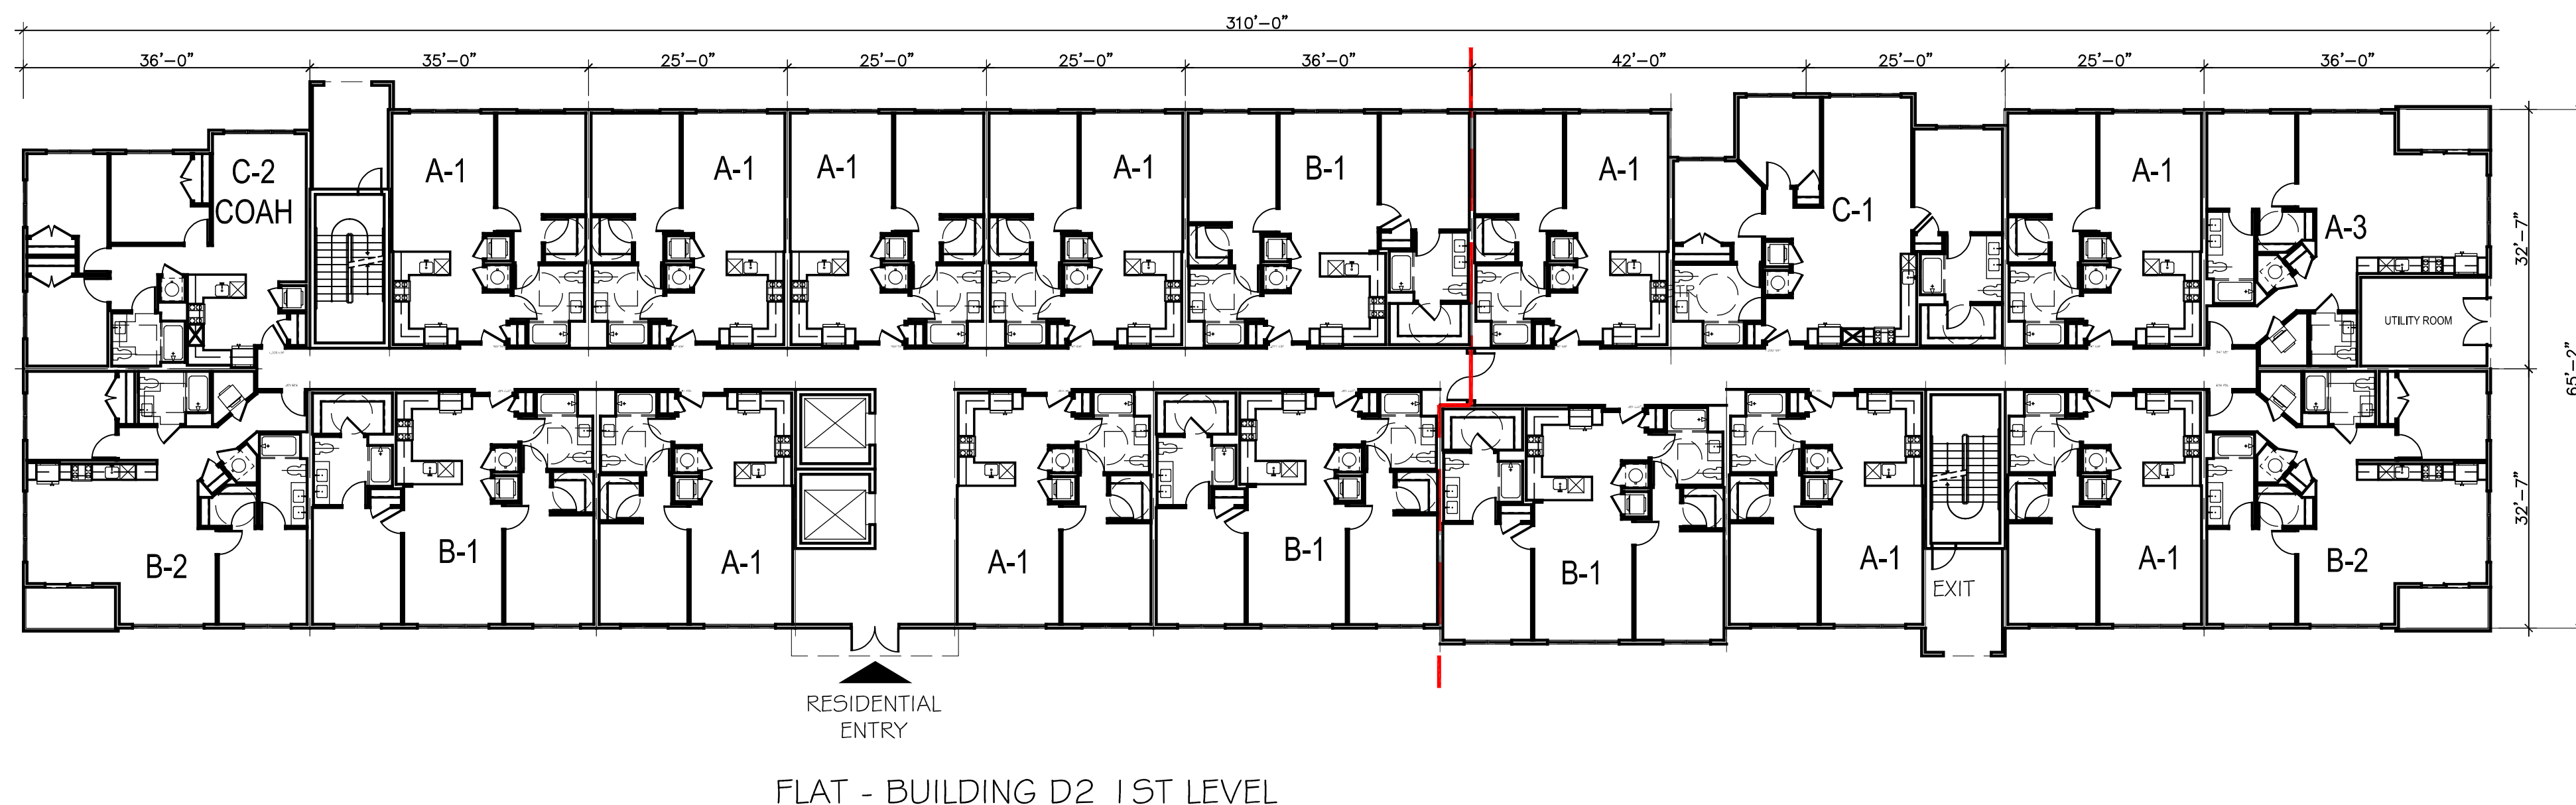 310'-0"
36'-0" 35'-0" 25'-0" 25'-0" 25'-0" 36'-0" 42'-0" 25'-0" 25'-0" 36'-0"
C-2
COAH
A-1 A-1 A-1 A-1 B-1 A-1 C-1 A-1 A-3
32'-7"
TR
UTILITY ROOM
65'-2"
32'-7"
B-2 B-1 A-1 A-1 B-1 B-1 A-1 A-1 B-2
EXIT
RESIDENTIAL
ENTRY
FLAT - BUILDING D2 1ST LEVEL